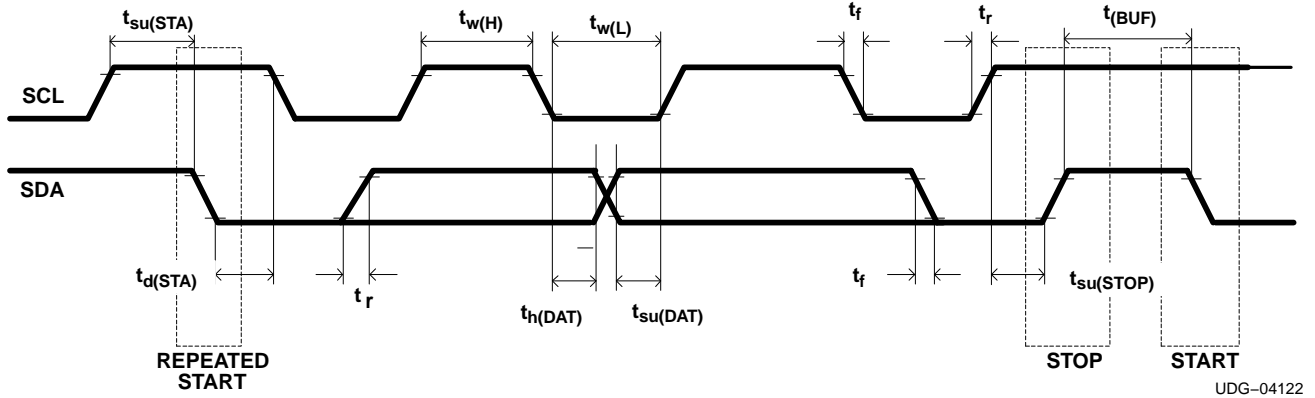 tsu(STA)
tw(H)
tw(L)
tf
tr
t(BUF)
SCL
SDA
td(STA)
tr
th(DAT)
tsu(DAT)
tf
tsu(STOP)
REPEATED
START
STOP
START
UDG–04122